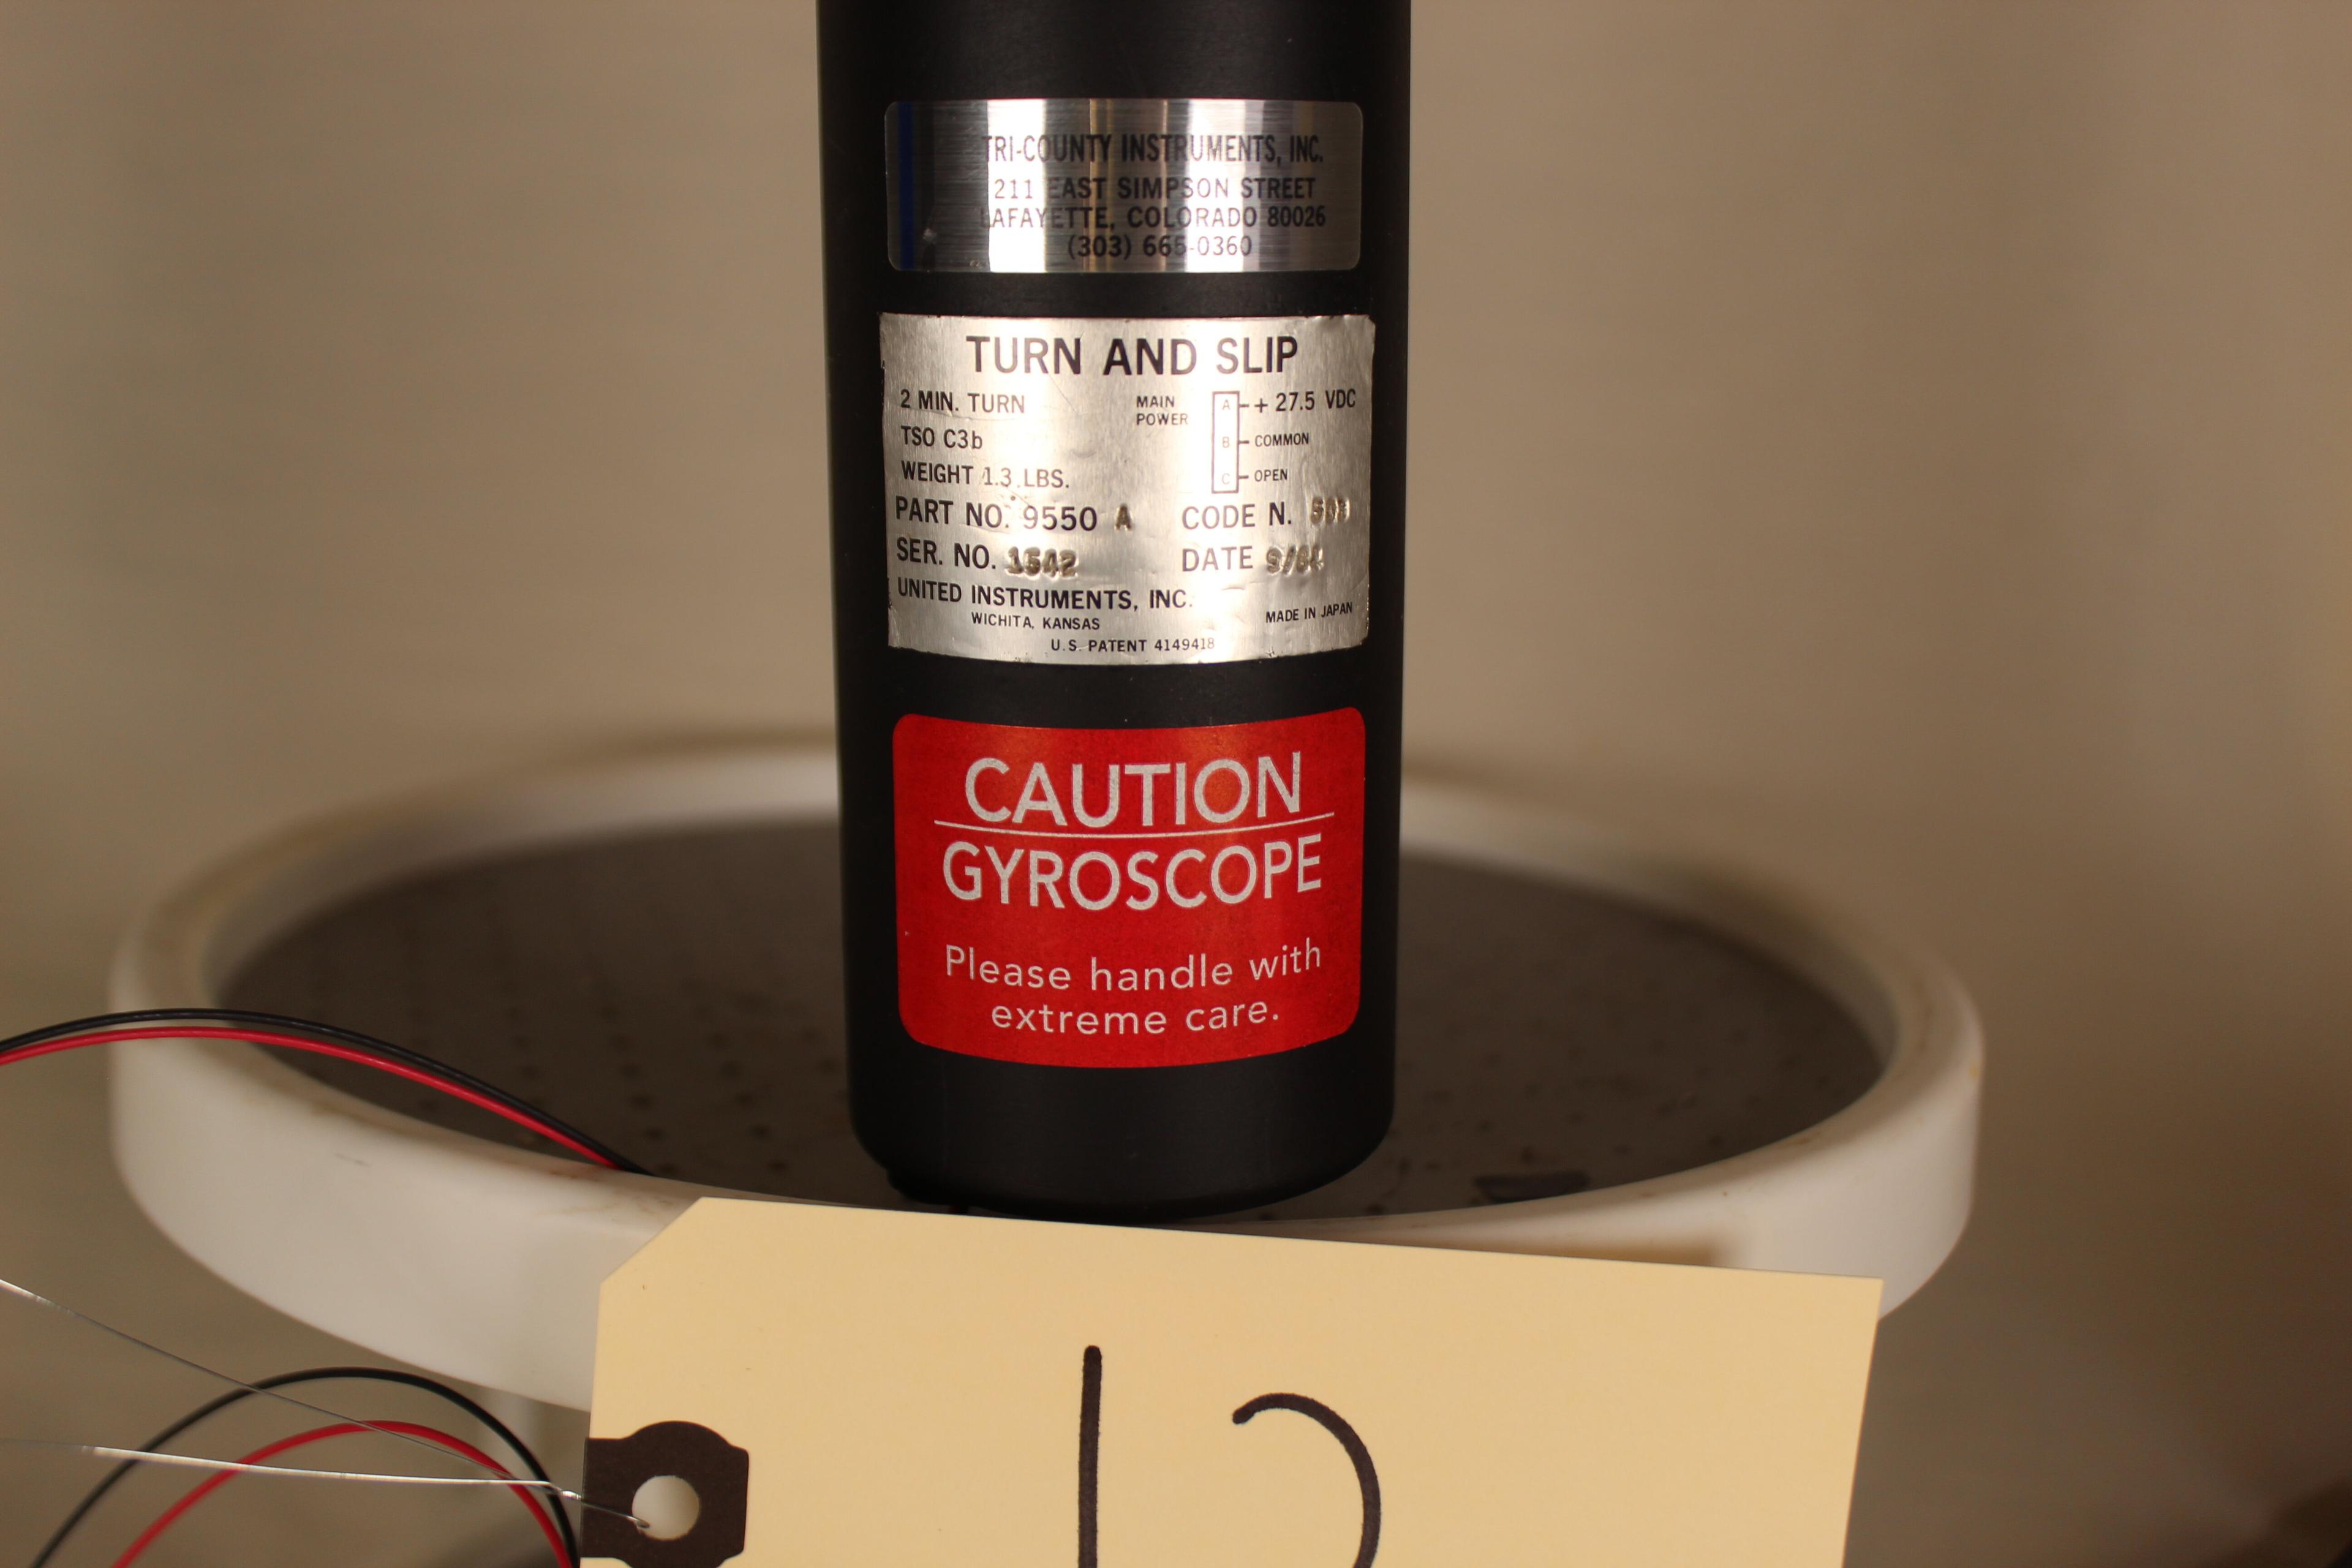 TRI-COUNTY INSTRUMENTS, INC.
211 EAST SIMPSON STREET
LAFAYETTE, COLORADO 80026
(303) 665-0360
TURN AND SLIP
2 MIN. TURN
MAIN POWER
A + 27.5 VDC
TSO C3b
B COMMON
WEIGHT 1.3 LBS.
C OPEN
PART NO. 9550 A CODE N.
SER. NO. 1542 DATE
UNITED INSTRUMENTS, INC.
WICHITA, KANSAS
MADE IN JAPAN
U.S. PATENT 4149418
CAUTION
GYROSCOPE
Please handle with
extreme care.